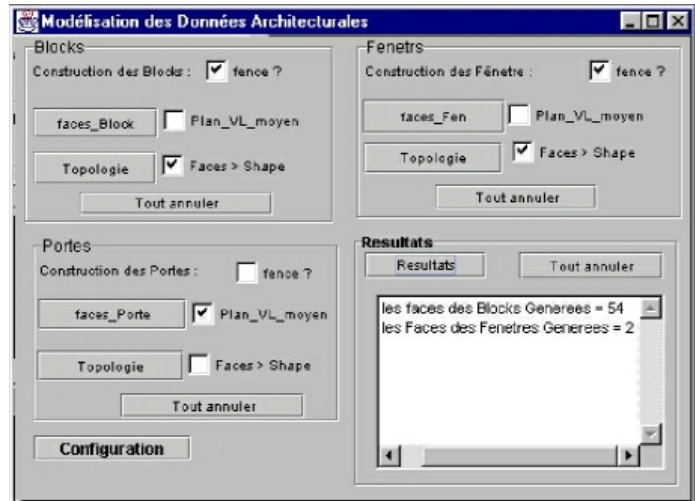 Modélisation des Données Architecturales
Blocks
Construction des Blocks : fence ?
faces_Block Plan_VL_moyen
Topologie Faces > Shape
Tout annuler
Fenetrs
Construction des Fénetre : fence ?
faces_Fen Plan_VL_moyen
Topologie Faces > Shape
Tout annuler
Portes
Construction des Portes : fence ?
faces_Porte Plan_VL_moyen
Topologie Faces > Shape
Tout annuler
Configuration
Resultats
Resultats Tout annuler
les faces des Blocks Generees = 54
les Faces des Fenetres Generees = 2